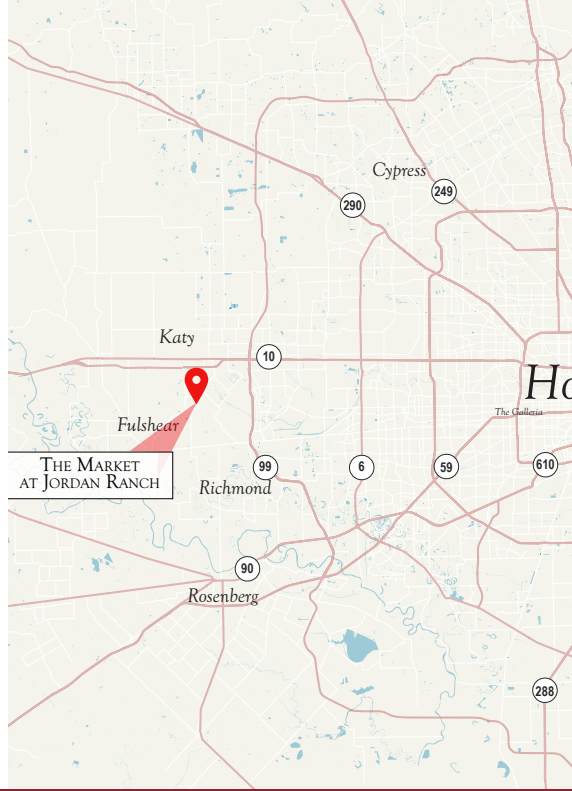 Cypress
249
290
Katy
10
Ho
The Galleria
Fulshear
THE MARKET
AT JORDAN RANCH
99
6
59
610
Richmond
90
Rosenberg
288